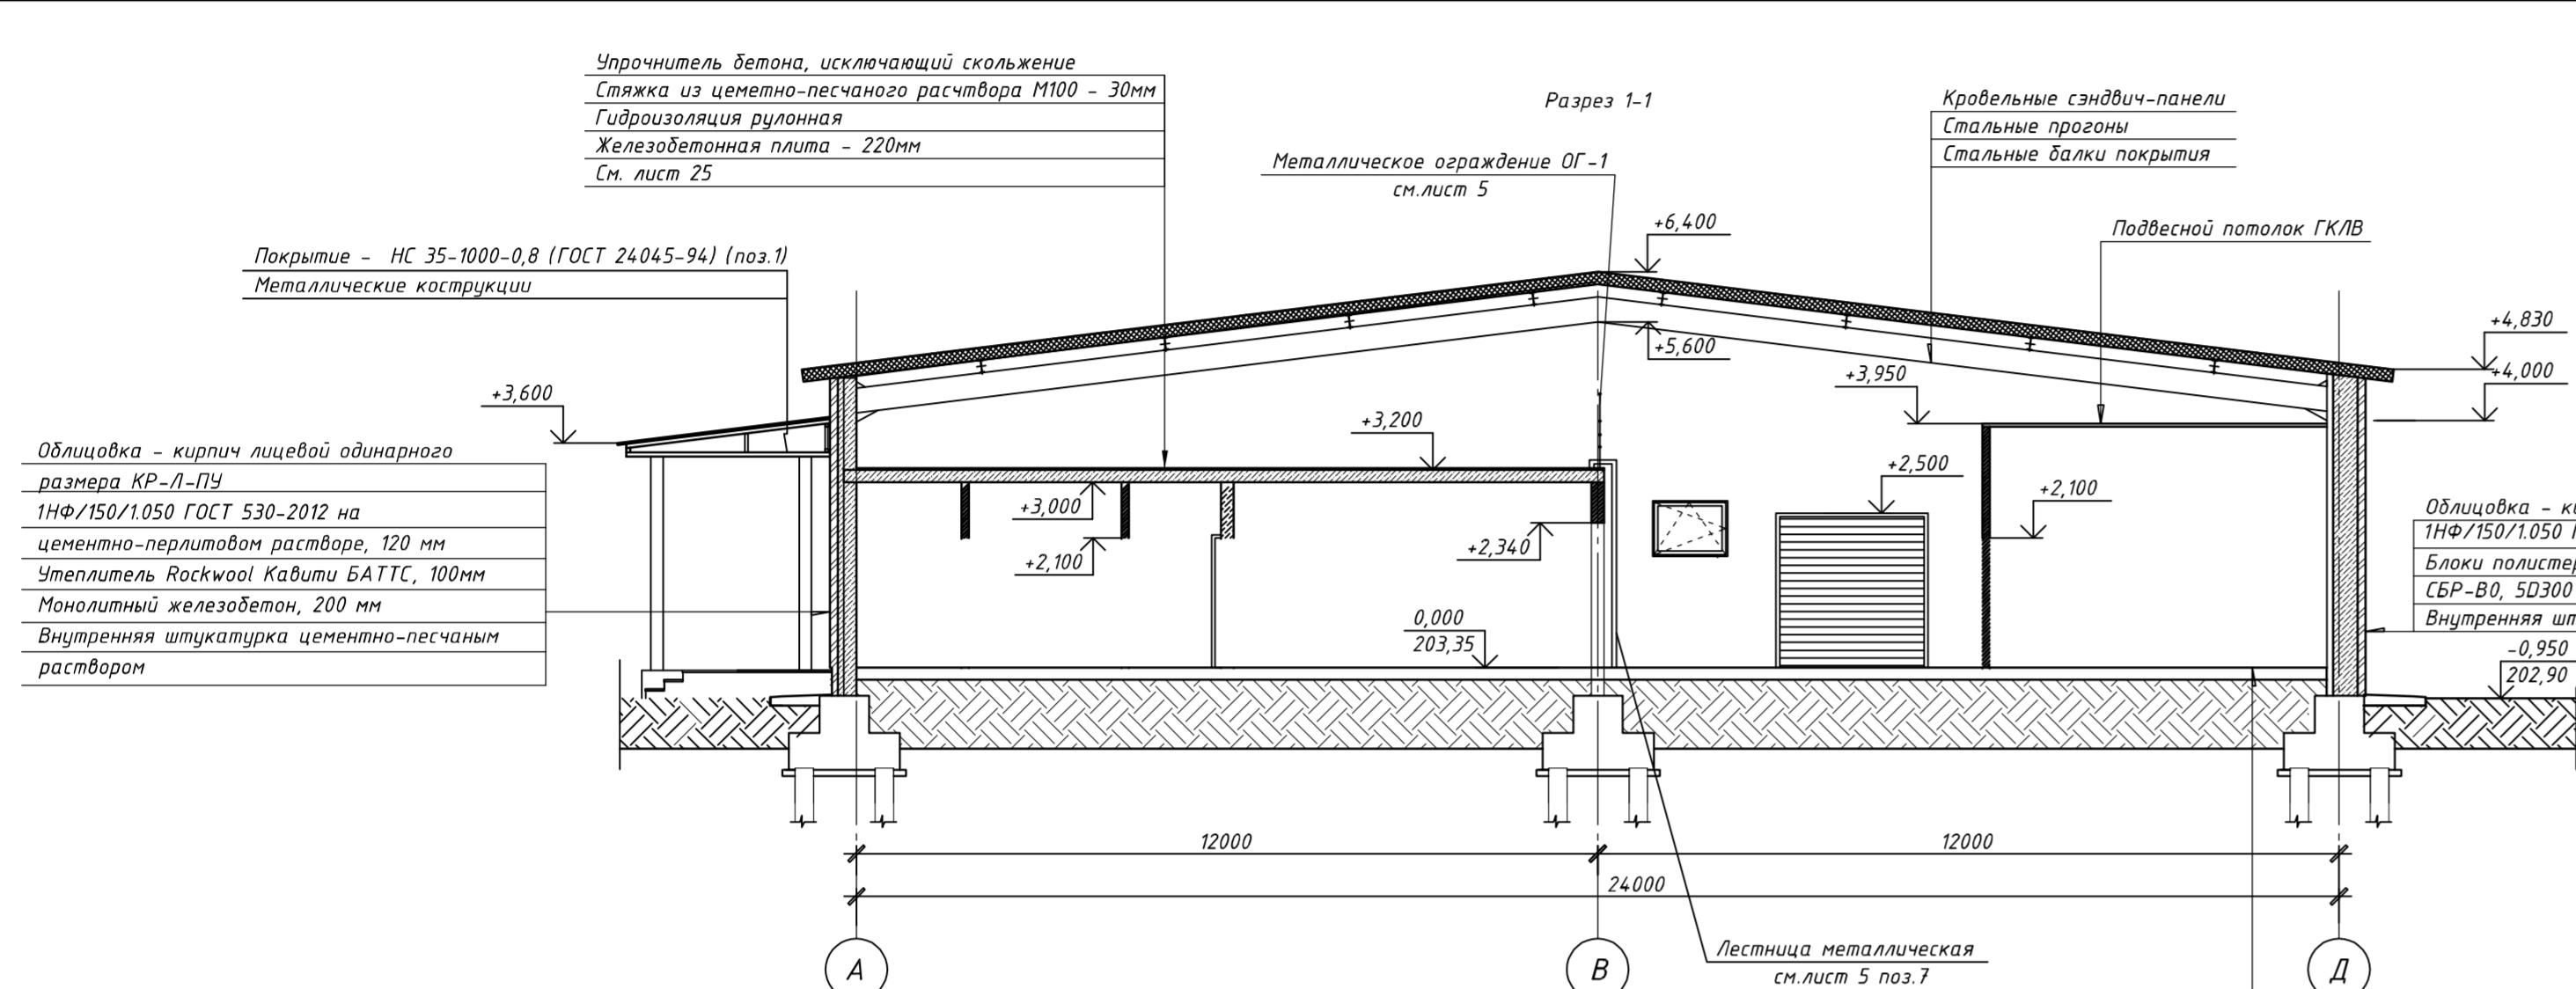 Упрочнитель бетона, исключающий скольжение
Стяжка из цеметно-песчаного расчтвора М100 - 30мм
Гидроизоляция рулонная
Железобетонная плита - 220мм
См. лист 25
Разрез 1-1
Металлическое ограждение ОГ-1
см.лист 5
Кровельные сэндвич-панели
Стальные прогоны
Стальные балки покрытия
Подвесной потолок ГКЛВ
Покрытие - НС 35-1000-0,8 (ГОСТ 24045-94) (поз.1)
Металлические кострукции
+6,400
+5,600
+4,830
+4,000
+3,950
+3,600
+3,200
+3,000
+2,100
+2,340
+2,500
+2,100
0,000
203,35
Облицовка - кирпич лицевой одинарного
размера КР-Л-ПУ
1НФ/150/1.050 ГОСТ 530-2012 на
цементно-перлитовом растворе, 120 мм
Утеплитель Rockwool Кавити БАТТС, 100мм
Монолитный железобетон, 200 мм
Внутренняя штукатурка цементно-песчаным
раствором
Облицовка - ки
1НФ/150/1.050
Блоки полистер
СБР-В0, 5D300
Внутренняя шт
-0,950
202,90
12000
12000
24000
А
В
Д
Лестница металлическая
см.лист 5 поз.7